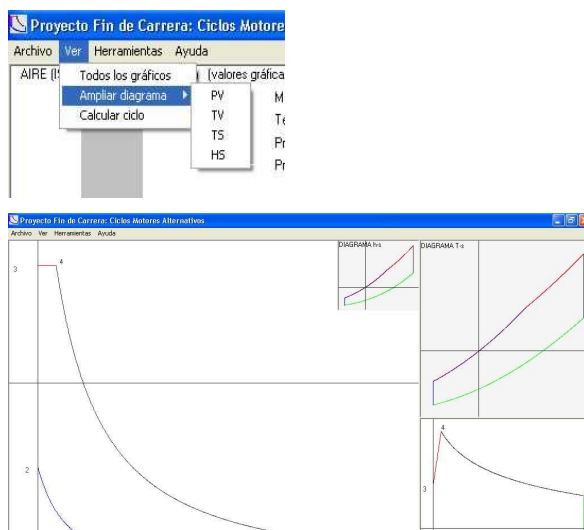 Proyecto Fin de Carrera: Ciclos Motore
Archivo Ver Herramientas Ayuda
AIRE (I (valores gráfica
Todos los gráficos
Ampliar diagrama PV M
Calcular ciclo TV Te
TS Pr
HS Pr
Proyecto Fin de Carrera: Ciclos Motores Alternativos
Archivo Ver Herramientas Ayuda
DIAGRAMA h-s DIAGRAMA T-s
3 4
4
2 3